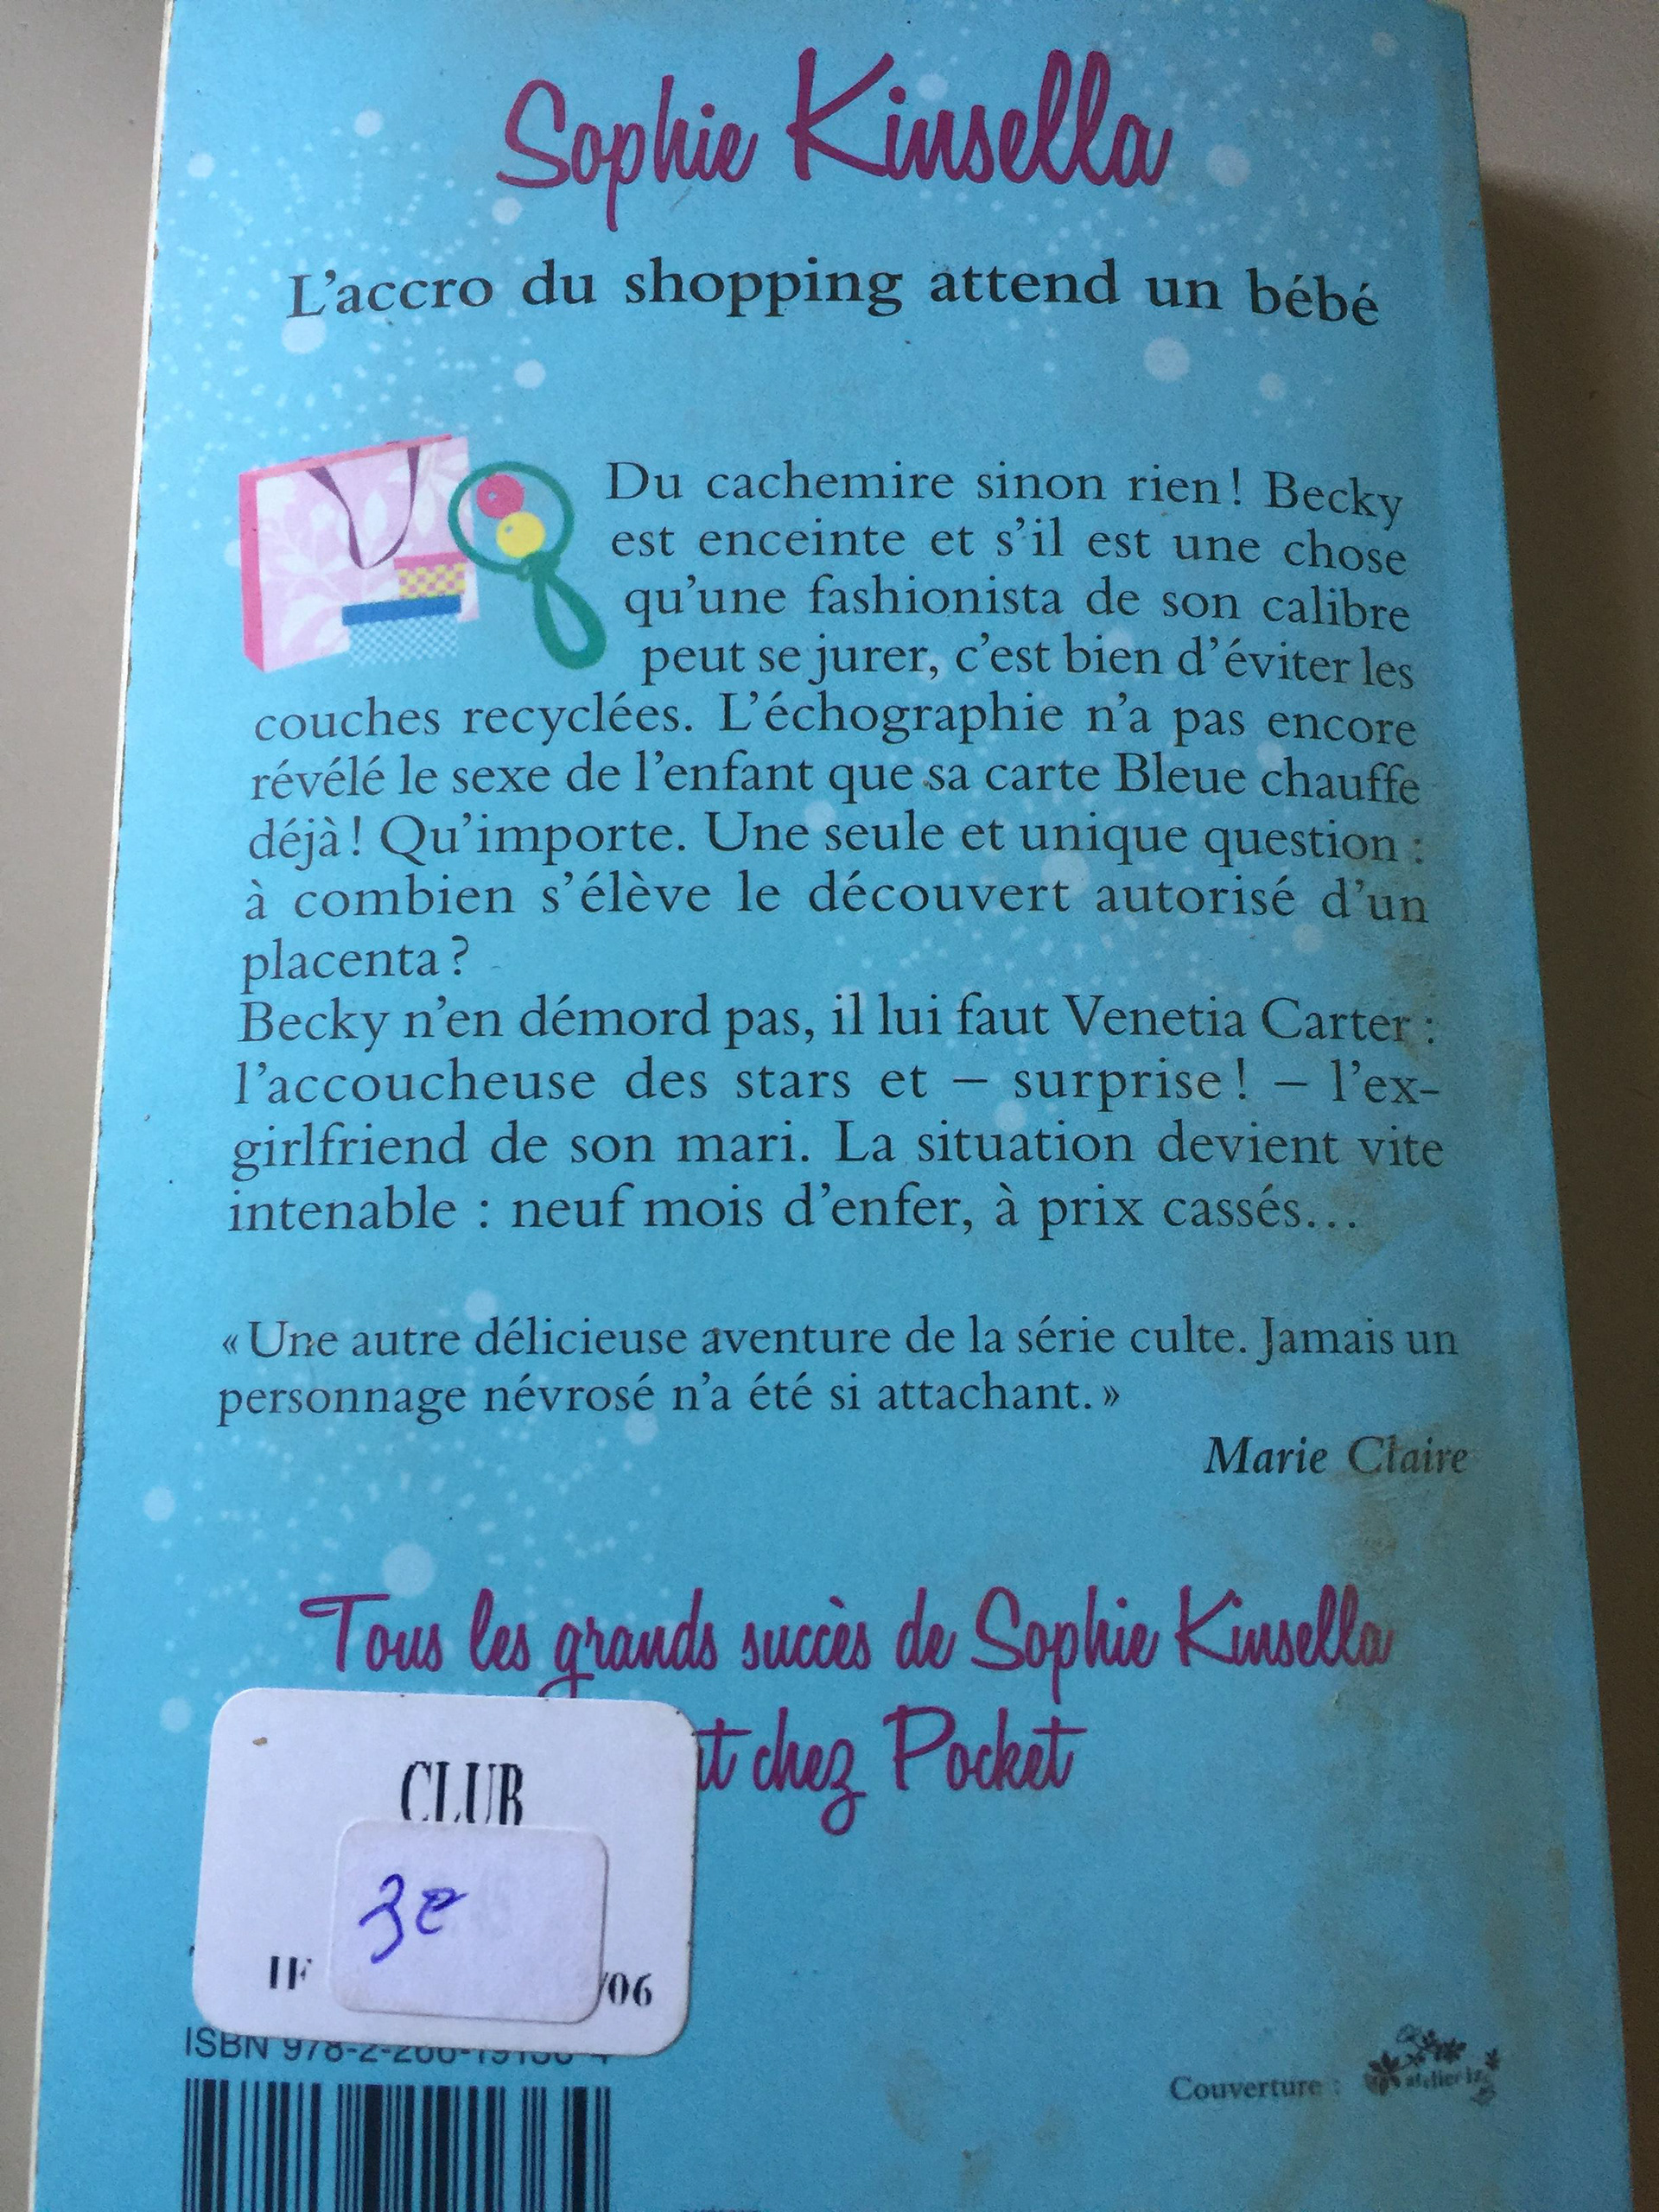 Sophie Kinsella
L'accro du shopping attend un bébé
Du cachemire sinon rien ! Becky
est enceinte et s'il est une chose
qu'une fashionista de son calibre
peut se jurer, c'est bien d'éviter les
couches recyclées. L'échographie n'a pas encore
révélé le sexe de l'enfant que sa carte Bleue chauffe
déjà ! Qu'importe. Une seule et unique question :
à combien s'élève le découvert autorisé d'un
placenta ?
Becky n'en démord pas, il lui faut Venetia Carter :
l'accoucheuse des stars et – surprise ! – l'ex-
girlfriend de son mari. La situation devient vite
intenable : neuf mois d'enfer, à prix cassés…
« Une autre délicieuse aventure de la série culte. Jamais un
personnage névrosé n'a été si attachant. »
Marie Claire
Tous les grands succès de Sophie Kinsella
chez Pocket
CLUB
3e
/06
ISBN 978-2-266-
Couverture :